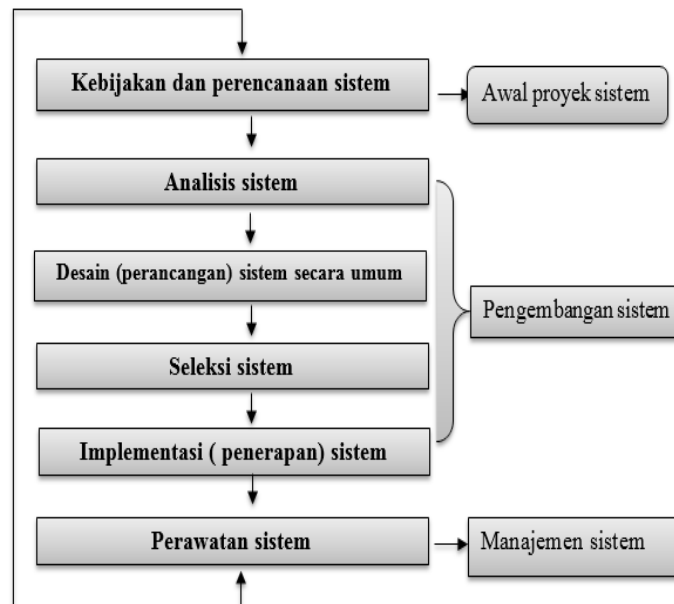 Kebijakan dan perencanaan sistem
Awal proyek sistem
Analisis sistem
Desain (perancangan) sistem secara umum
Pengembangan sistem
Seleksi sistem
Implementasi ( penerapan) sistem
Perawatan sistem
Manajemen sistem